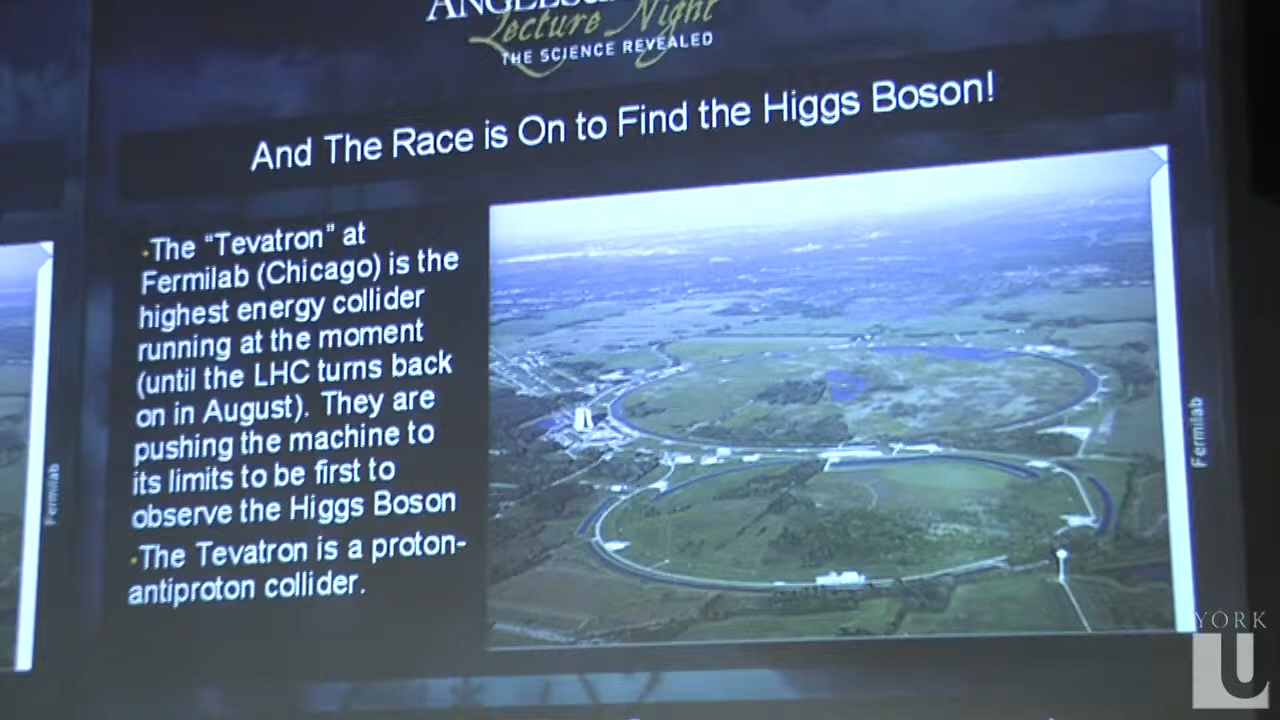 Lecture Night
THE SCIENCE REVEALED
And The Race is On to Find the Higgs Boson!
·The “Tevatron” at
Fermilab (Chicago) is the
highest energy collider
running at the moment
(until the LHC turns back
on in August). They are
pushing the machine to
its limits to be first to
observe the Higgs Boson
·The Tevatron is a proton-
antiproton collider.
Fermilab
Fermilab
YORK
U